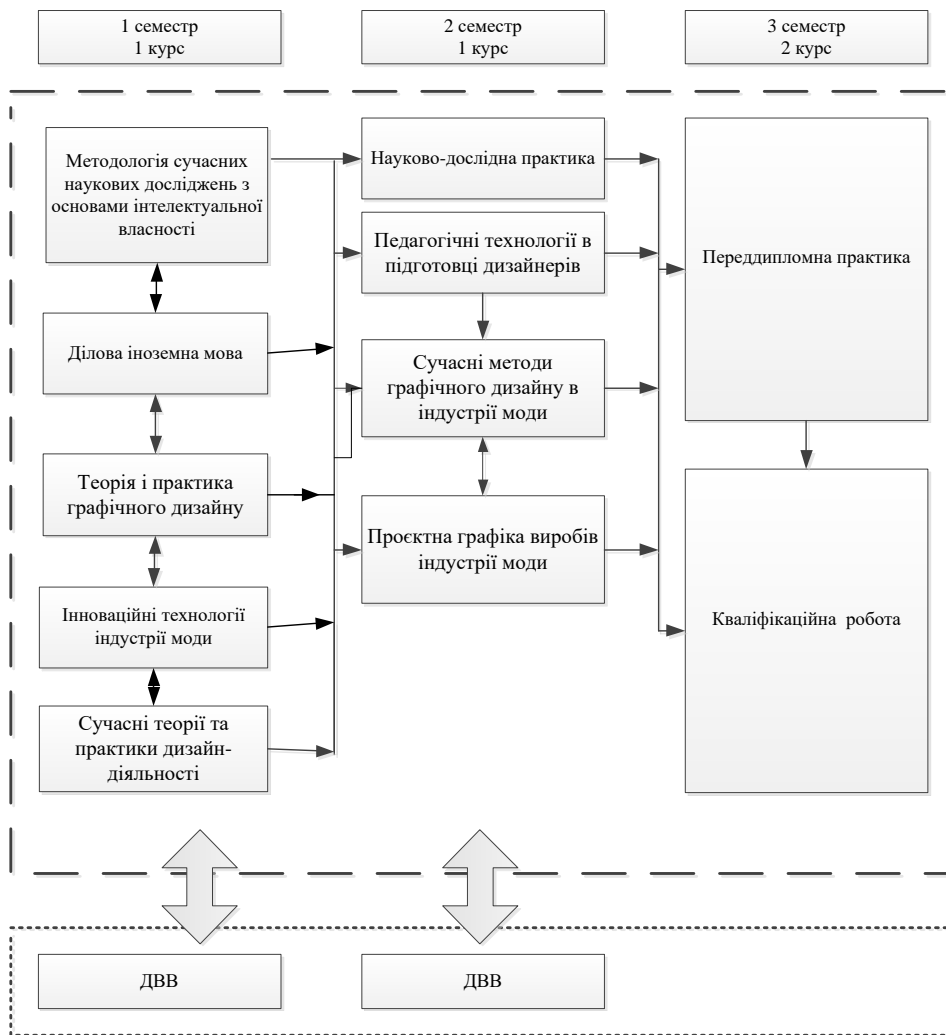 1 семестр
1 курс
2 семестр
1 курс
3 семестр
2 курс
Методологія сучасних
наукових досліджень з
основами інтелектуальної
власності
Ділова іноземна мова
Теорія і практика
графічного дизайну
Інноваційні технології
індустрії моди
Сучасні теорії та
практики дизайн-
діяльності
Науково-дослідна практика
Педагогічні технології в
підготовці дизайнерів
Сучасні методи
графічного дизайну в
індустрії моди
Проєктна графіка виробів
індустрії моди
Переддипломна практика
Кваліфікаційна робота
ДВВ
ДВВ